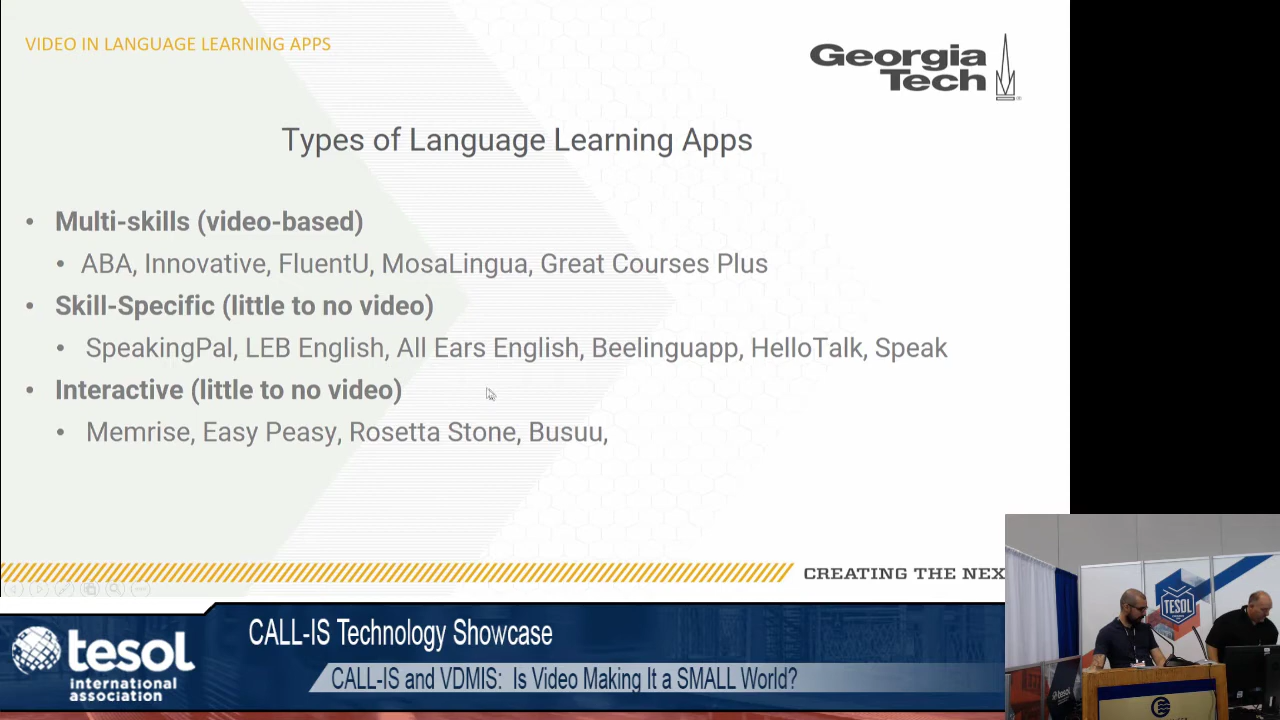 VIDEO IN LANGUAGE LEARNING APPS
Georgia
Tech
Types of Language Learning Apps
• Multi-skills (video-based)
• ABA, Innovative, FluentU, MosaLingua, Great Courses Plus
• Skill-Specific (little to no video)
• SpeakingPal, LEB English, All Ears English, Beelinguapp, HelloTalk, Speak
• Interactive (little to no video)
• Memrise, Easy Peasy, Rosetta Stone, Busuu,
CREATING THE NEX
TESOL
tesol
tesol
international
association
CALL-IS Technology Showcase
CALL-IS and VDMIS: Is Video Making It a SMALL World?